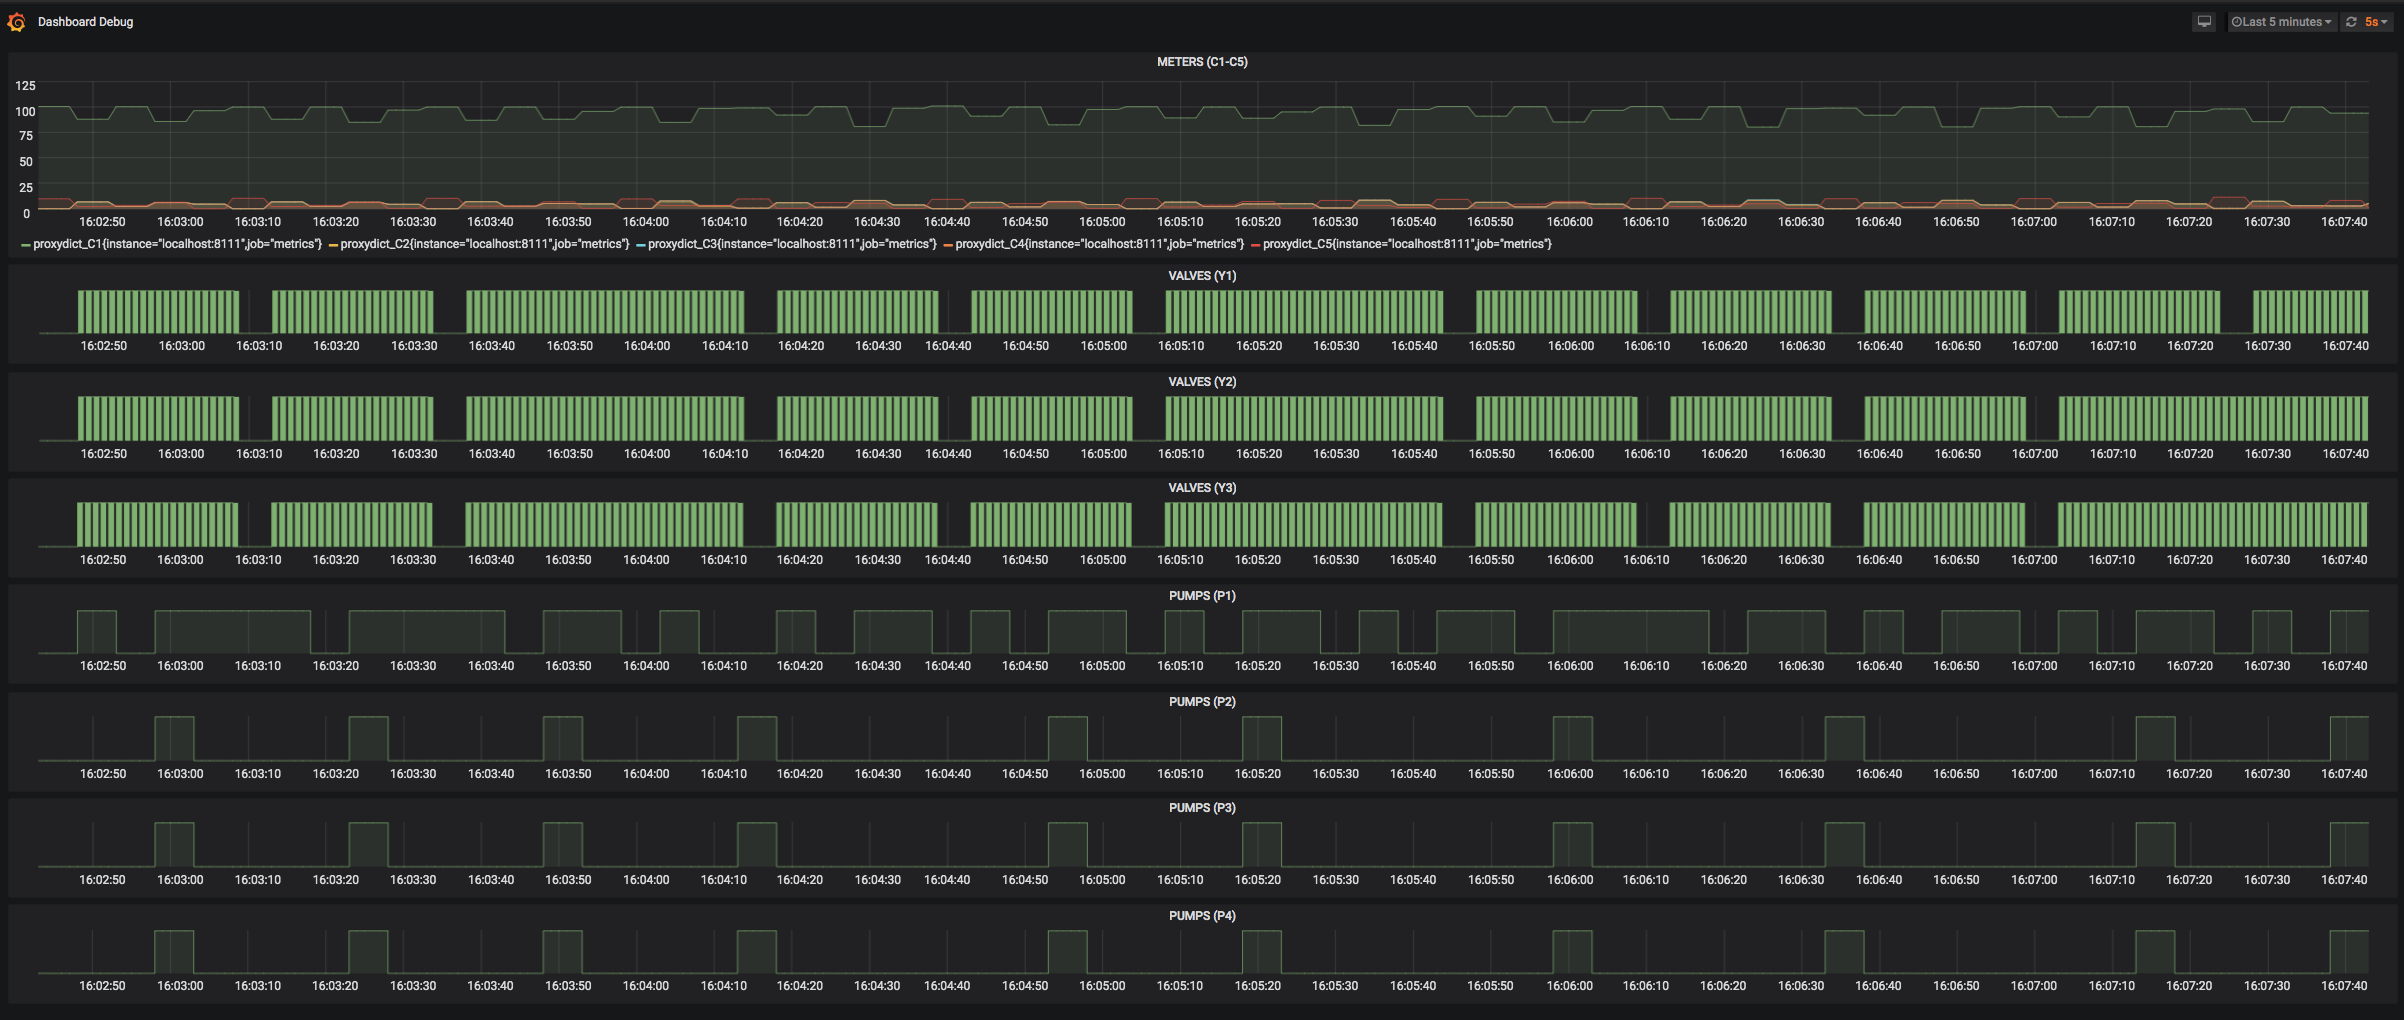 Dashboard Debug
Last 5 minutes 5s
METERS (C1-C5)
125
100
75
50
25
0
16:02:50 16:03:00 16:03:10 16:03:20 16:03:30 16:03:40 16:03:50 16:04:00 16:04:10 16:04:20 16:04:30 16:04:40 16:04:50 16:05:00 16:05:10 16:05:20 16:05:30 16:05:40 16:05:50 16:06:00 16:06:10 16:06:20 16:06:30 16:06:40 16:06:50 16:07:00 16:07:10 16:07:20 16:07:30 16:07:40
proxydict_C1{instance="localhost:8111",job="metrics"} proxydict_C2{instance="localhost:8111",job="metrics"} proxydict_C3{instance="localhost:8111",job="metrics"} proxydict_C4{instance="localhost:8111",job="metrics"} proxydict_C5{instance="localhost:8111",job="metrics"}
VALVES (Y1)
16:02:50 16:03:00 16:03:10 16:03:20 16:03:30 16:03:40 16:03:50 16:04:00 16:04:10 16:04:20 16:04:30 16:04:40 16:04:50 16:05:00 16:05:10 16:05:20 16:05:30 16:05:40 16:05:50 16:06:00 16:06:10 16:06:20 16:06:30 16:06:40 16:06:50 16:07:00 16:07:10 16:07:20 16:07:30 16:07:40
VALVES (Y2)
16:02:50 16:03:00 16:03:10 16:03:20 16:03:30 16:03:40 16:03:50 16:04:00 16:04:10 16:04:20 16:04:30 16:04:40 16:04:50 16:05:00 16:05:10 16:05:20 16:05:30 16:05:40 16:05:50 16:06:00 16:06:10 16:06:20 16:06:30 16:06:40 16:06:50 16:07:00 16:07:10 16:07:20 16:07:30 16:07:40
VALVES (Y3)
16:02:50 16:03:00 16:03:10 16:03:20 16:03:30 16:03:40 16:03:50 16:04:00 16:04:10 16:04:20 16:04:30 16:04:40 16:04:50 16:05:00 16:05:10 16:05:20 16:05:30 16:05:40 16:05:50 16:06:00 16:06:10 16:06:20 16:06:30 16:06:40 16:06:50 16:07:00 16:07:10 16:07:20 16:07:30 16:07:40
PUMPS (P1)
16:02:50 16:03:00 16:03:10 16:03:20 16:03:30 16:03:40 16:03:50 16:04:00 16:04:10 16:04:20 16:04:30 16:04:40 16:04:50 16:05:00 16:05:10 16:05:20 16:05:30 16:05:40 16:05:50 16:06:00 16:06:10 16:06:20 16:06:30 16:06:40 16:06:50 16:07:00 16:07:10 16:07:20 16:07:30 16:07:40
PUMPS (P2)
16:02:50 16:03:00 16:03:10 16:03:20 16:03:30 16:03:40 16:03:50 16:04:00 16:04:10 16:04:20 16:04:30 16:04:40 16:04:50 16:05:00 16:05:10 16:05:20 16:05:30 16:05:40 16:05:50 16:06:00 16:06:10 16:06:20 16:06:30 16:06:40 16:06:50 16:07:00 16:07:10 16:07:20 16:07:30 16:07:40
PUMPS (P3)
16:02:50 16:03:00 16:03:10 16:03:20 16:03:30 16:03:40 16:03:50 16:04:00 16:04:10 16:04:20 16:04:30 16:04:40 16:04:50 16:05:00 16:05:10 16:05:20 16:05:30 16:05:40 16:05:50 16:06:00 16:06:10 16:06:20 16:06:30 16:06:40 16:06:50 16:07:00 16:07:10 16:07:20 16:07:30 16:07:40
PUMPS (P4)
16:02:50 16:03:00 16:03:10 16:03:20 16:03:30 16:03:40 16:03:50 16:04:00 16:04:10 16:04:20 16:04:30 16:04:40 16:04:50 16:05:00 16:05:10 16:05:20 16:05:30 16:05:40 16:05:50 16:06:00 16:06:10 16:06:20 16:06:30 16:06:40 16:06:50 16:07:00 16:07:10 16:07:20 16:07:30 16:07:40